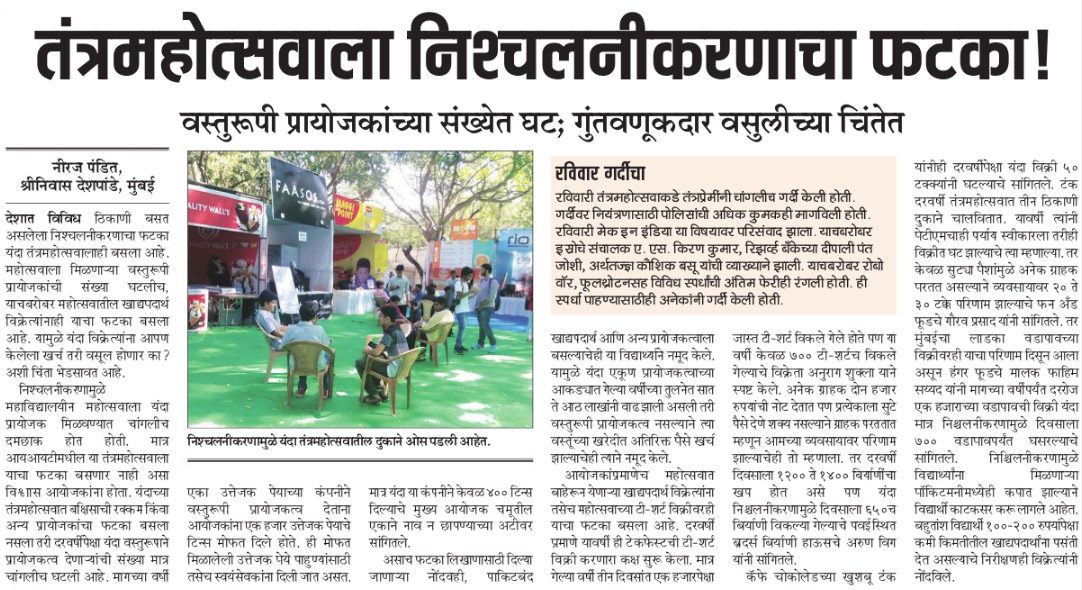 तंत्रमहोत्सवाला निश्चलनीकरणाचा फटका!
वस्तुरूपी प्रायोजकांच्या संख्येत घट; गुंतवणूकदार वसुलीच्या चिंतेत
नीरज पंडित,
श्रीनिवास देशपांडे, मुंबई
देशात विविध ठिकाणी बसत
असलेला निश्चलनीकरणाचा फटका
यंदा तंत्रमहोत्सवालाही बसला आहे.
महोत्सवाला मिळणाऱ्या वस्तुरूपी
प्रायोजकांची संख्या घटलीच,
याचबरोबर महोत्सवातील खाद्यपदार्थ
विक्रेत्यांनाही याचा फटका बसला
आहे. यामुळे यंदा विक्रेत्यांना आपण
केलेला खर्च तरी वसूल होणार का?
अशी चिंता भेडसावत आहे.
निश्चलनीकरणामुळे
महाविद्यालयीन महोत्सवाला यंदा
प्रायोजक मिळवण्यात चांगलीच
दमछाक होत होती. मात्र
आयआयटीमधील या तंत्रमहोत्सवाला
याचा फटका बसणार नाही असा
विश्वास आयोजकांना होता. यंदाच्या
तंत्रमहोत्सवात बक्षिसाची रक्कम किंवा
अन्य प्रायोजकांचा फटका बसला
नसला तरी दरवर्षीपेक्षा यंदा वस्तुरूपाने
प्रायोजकत्व देणाऱ्यांची संख्या मात्र
चांगलीच घटली आहे. मागच्या वर्षी
QUALITY WALL'S
FAASOS
MAGGI
POINT
rio
निश्चलनीकरणामुळे यंदा तंत्रमहोत्सवातील दुकाने ओस पडली आहेत.
एका उत्तेजक पेयाच्या कंपनीने
वस्तुरूपी प्रायोजकत्व देताना
आयोजकांना एक हजार उत्तेजक पेयाचे
टिन्स मोफत दिले होते. ही मोफत
मिळालेली उत्तेजक पेये पाहुण्यांसाठी
तसेच स्वयंसेवकांना दिली जात असत.
मात्र यंदा या कंपनीने केवळ ४०० टिन्स
दिल्याचे मुख्य आयोजक चमूतील
एकाने नाव न छापण्याच्या अटीवर
सांगितले.
असाच फटका लिखाणासाठी दिल्या
जाणाऱ्या नोंदवही, पाकिटबंद
रविवार गर्दीचा
रविवारी तंत्रमहोत्सवाकडे तंत्रप्रेमींनी चांगलीच गर्दी केली होती.
गर्दीवर नियंत्रणासाठी पोलिसांची अधिक कुमकही मागविली होती.
रविवारी मेक इन इंडिया या विषयावर परिसंवाद झाला. याचबरोबर
इस्रोचे संचालक ए. एस. किरण कुमार, रिझर्व्ह बँकेच्या दीपाली पंत
जोशी, अर्थतज्ज्ञ कौशिक बसू यांची व्याख्याने झाली. याचबरोबर रोबो
वॉर, फूलथ्रोटनसह विविध स्पर्धांची अंतिम फेरीही रंगली होती. ही
स्पर्धा पाहण्यासाठीही अनेकांनी गर्दी केली होती.
खाद्यपदार्थ आणि अन्य प्रायोजकत्वाला
बसल्याचेही या विद्यार्थ्याने नमूद केले.
यामुळे यंदा एकूण प्रायोजकत्वाच्या
आकड्यात गेल्या वर्षीच्या तुलनेत सात
ते आठ लाखांनी वाढ झाली असली तरी
वस्तुरूपी प्रायोजकत्व नसल्याने त्या
वस्तूंच्या खरेदीत अतिरिक्त पैसे खर्च
झाल्याचेही त्याने नमूद केले.
आयोजकांप्रमाणेच महोत्सवात
बाहेरून येणाऱ्या खाद्यपदार्थ विक्रेत्यांना
तसेच महोत्सवाच्या टी-शर्ट विक्रीवरही
याचा फटका बसला आहे. दरवर्षी
प्रमाणे यावर्षीही टेकफेस्टची टी-शर्ट
विक्री करणारा कक्ष सुरू केला. मात्र
गेल्या वर्षी तीन दिवसांत एक हजारपेक्षा
जास्त टी-शर्ट विकले गेले होते पण या
वर्षी केवळ ७०० टी-शर्टच विकले
गेल्याचे विक्रेता अनुराग शुक्ला याने
स्पष्ट केले. अनेक ग्राहक दोन हजार
रुपयांची नोट देतात पण प्रत्येकाला सुटे
पैसे देणे शक्य नसल्याने ग्राहक परततात
म्हणून आमच्या व्यवसायावर परिणाम
झाल्याचेही तो म्हणाला. तर दरवर्षी
दिवसाला १२०० ते १४०० बिर्याणींचा
खप होत असे पण यंदा
निश्चलनीकरणामुळे दिवसाला ६५०च
बिर्याणी विकल्या गेल्याचे पवई स्थित
ब्रदर्स बिर्याणी हाऊसचे अरुण विग
यांनी सांगितले.
कॅफे चोकोलेडच्या खुशबू टंक
यांनीही दरवर्षीपेक्षा यंदा विक्री ५०
टक्क्यांनी घटल्याचे सांगितले. टंक
दरवर्षी तंत्रमहोत्सवात तीन ठिकाणी
दुकाने चालवितात. यावर्षी त्यांनी
पेटीएमचाही पर्याय स्वीकारला तरीही
विक्रीत घट झाल्याचे त्या म्हणाल्या. तर
केवळ सुट्या पैशांमुळे अनेक ग्राहक
परतत असल्याने व्यवसायावर २० ते
३० टक्के परिणाम झाल्याचे फन अँड
फूडचे गौरव प्रसाद यांनी सांगितले. तर
मुंबईचा लाडका वडापावच्या
विक्रीवरही याचा परिणाम दिसून आला
असून हंगर फूडचे मालक फाहिम
सय्यद यांनी मागच्या वर्षीपर्यंत दररोज
एक हजाराच्या वडापावची विक्री यंदा
मात्र निश्चलनीकरणामुळे दिवसाला
७०० वडापावपर्यंत घसरल्याचे
सांगितले. निश्चिलनीकरणामुळे
विद्यार्थ्यांना मिळणाऱ्या
पॉकिटमनीमध्येही कपात झाल्याने
विद्यार्थी काटकसर करू लागले आहेत.
बहुतांश विद्यार्थी १००-२०० रुपयपेक्षा
कमी किमतीतील खाद्यपदार्थांना पसंती
देत असल्याचे निरीक्षणही विक्रेत्यांनी
नोंदविले.